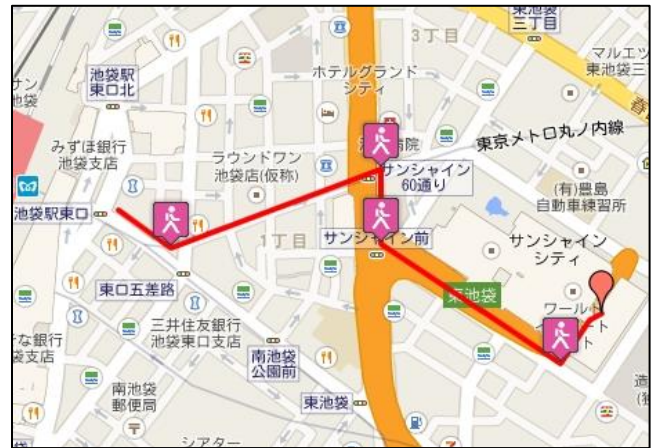 東池袋
三丁目
3丁目
マルエツ
東池袋三
池袋駅
東口北
ホテルグランド
シティ
サン
みずほ銀行
池袋支店
ラウンドワン
池袋店(仮称)
病院
東京メトロ丸ノ内線
サンシャイン
60通り
(有)豊島
自動車練習所
池袋駅東口
1丁目
サンシャイン前
サンシャイン
シティ
東口五差路
東池袋
ワールド
三井住友銀行
池袋東口支店
な銀行
袋支店
南池袋
公園前
南池袋
郵便局
東池袋
シアター